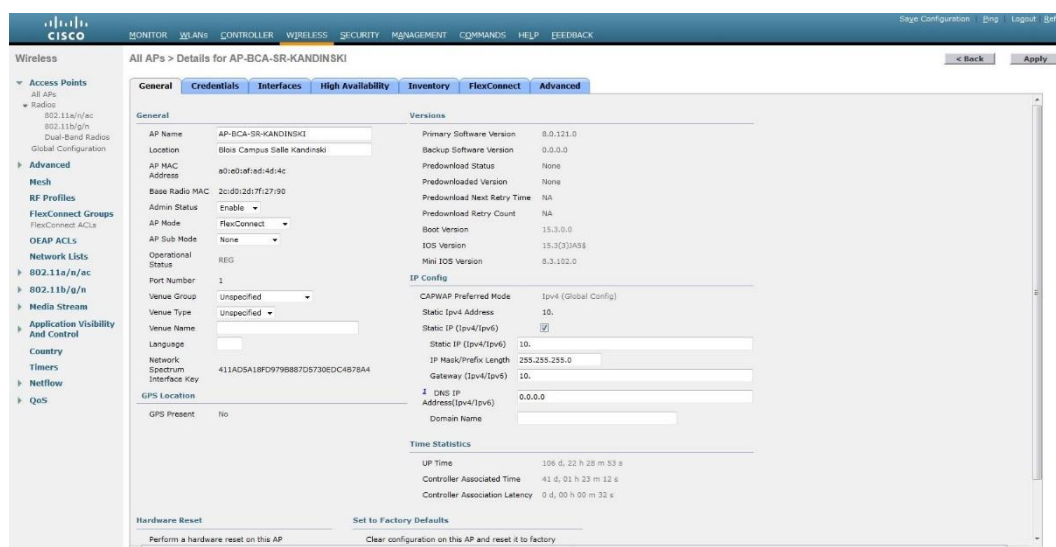 Save Configuration Ping Logout Ref
CISCO
MONITOR WLANs CONTROLLER WIRELESS SECURITY MANAGEMENT COMMANDS HELP FEEDBACK
Wireless
Access Points
All APs
Radios
802.11a/n/ac
802.11b/g/n
Dual-Band Radios
Global Configuration
Advanced
Mesh
RF Profiles
FlexConnect Groups
FlexConnect ACLs
OEAP ACLs
Network Lists
802.11a/n/ac
802.11b/g/n
Media Stream
Application Visibility
And Control
Country
Timers
Netflow
QoS
All APs > Details for AP-BCA-SR-KANDINSKI
< Back Apply
General Credentials Interfaces High Availability Inventory FlexConnect Advanced
General
AP Name AP-BCA-SR-KANDINSKI
Location Blois Campus Salle Kandinski
AP MAC
Address a0:e0:af:ad:4d:4c
Base Radio MAC 2c:d0:2d:7f:27:90
Admin Status Enable
AP Mode FlexConnect
AP Sub Mode None
Operational
Status REG
Port Number 1
Venue Group Unspecified
Venue Type Unspecified
Venue Name
Language
Network
Spectrum
Interface Key 411AD5A18FD979B887D5730EDC4B78A4
GPS Location
GPS Present No
Versions
Primary Software Version 8.0.121.0
Backup Software Version 0.0.0.0
Predownload Status None
Predownloaded Version None
Predownload Next Retry Time NA
Predownload Retry Count NA
Boot Version 15.3.0.0
IOS Version 15.3(3)JA5$
Mini IOS Version 8.3.102.0
IP Config
CAPWAP Preferred Mode Ipv4 (Global Config)
Static Ipv4 Address 10.
Static IP (Ipv4/Ipv6)
Static IP (Ipv4/Ipv6) 10.
IP Mask/Prefix Length 255.255.255.0
Gateway (Ipv4/Ipv6) 10.
1 DNS IP
Address(Ipv4/Ipv6) 0.0.0.0
Domain Name
Time Statistics
UP Time 106 d, 22 h 28 m 53 s
Controller Associated Time 41 d, 01 h 23 m 12 s
Controller Association Latency 0 d, 00 h 00 m 32 s
Hardware Reset
Perform a hardware reset on this AP
Set to Factory Defaults
Clear configuration on this AP and reset it to factory